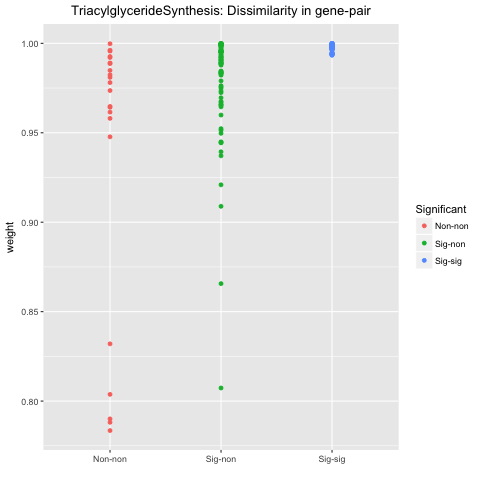 TriacylglycerideSynthesis: Dissimilarity in gene-pair
weight
1.00
0.95
0.90
0.85
0.80
Non-non
Sig-non
Sig-sig
Significant
Non-non
Sig-non
Sig-sig